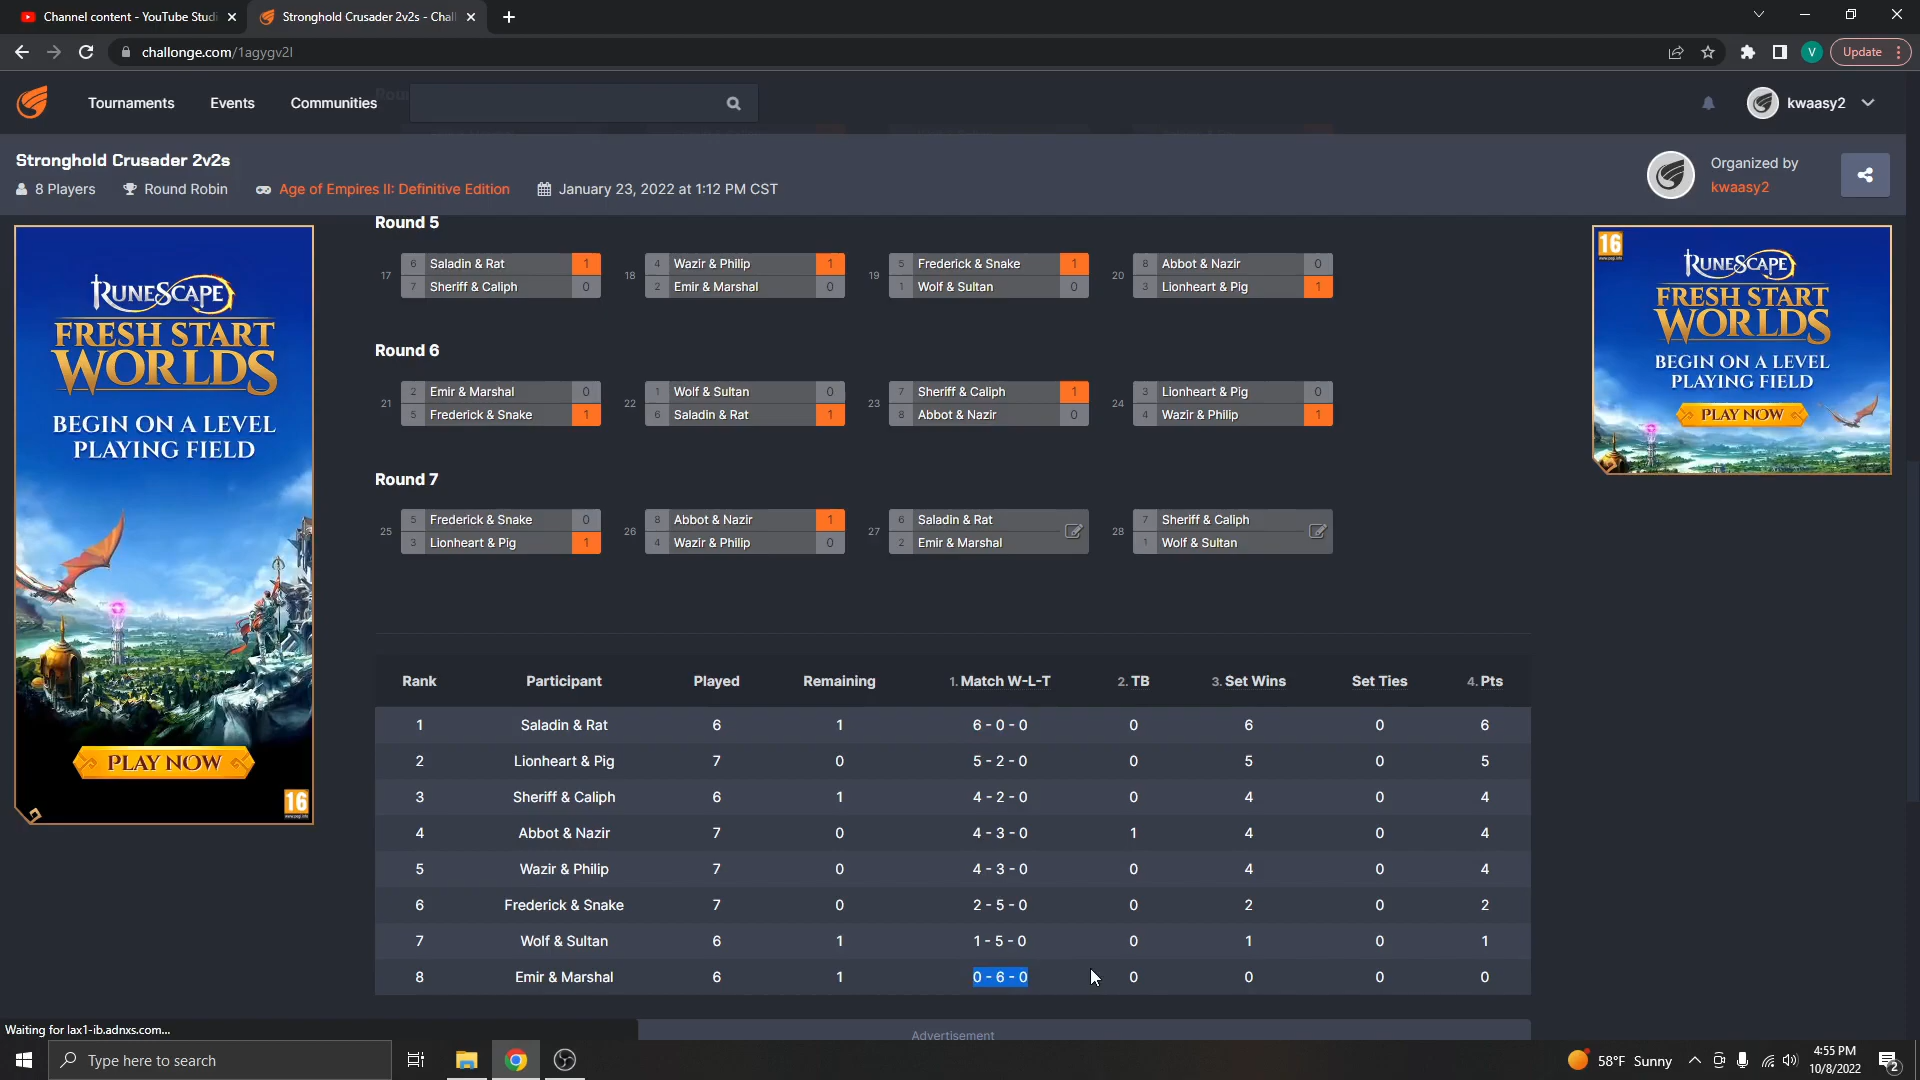 Channel content - YouTube Studi
Stronghold Crusader 2v2s - Chal
challonge.com/1agygv2l
V
Update
Tournaments
Events
Communities
kwaasy2
Stronghold Crusader 2v2s
8 Players
Round Robin
Age of Empires II: Definitive Edition
January 23, 2022 at 1:12 PM CST
Organized by
kwaasy2
Round 5
17
6 Saladin & Rat 1
7 Sheriff & Caliph 0
18
4 Wazir & Philip 1
2 Emir & Marshal 0
19
5 Frederick & Snake 1
1 Wolf & Sultan 0
20
8 Abbot & Nazir 0
3 Lionheart & Pig 1
Round 6
21
2 Emir & Marshal 0
5 Frederick & Snake 1
22
1 Wolf & Sultan 0
6 Saladin & Rat 1
23
7 Sheriff & Caliph 1
8 Abbot & Nazir 0
24
3 Lionheart & Pig 0
4 Wazir & Philip 1
Round 7
25
5 Frederick & Snake 0
3 Lionheart & Pig 1
26
8 Abbot & Nazir 1
4 Wazir & Philip 0
27
6 Saladin & Rat
2 Emir & Marshal
28
7 Sheriff & Caliph
1 Wolf & Sultan
Rank Participant Played Remaining 1. Match W-L-T 2. TB 3. Set Wins Set Ties 4. Pts
1 Saladin & Rat 6 1 6 - 0 - 0 0 6 0 6
2 Lionheart & Pig 7 0 5 - 2 - 0 0 5 0 5
3 Sheriff & Caliph 6 1 4 - 2 - 0 0 4 0 4
4 Abbot & Nazir 7 0 4 - 3 - 0 1 4 0 4
5 Wazir & Philip 7 0 4 - 3 - 0 0 4 0 4
6 Frederick & Snake 7 0 2 - 5 - 0 0 2 0 2
7 Wolf & Sultan 6 1 1 - 5 - 0 0 1 0 1
8 Emir & Marshal 6 1 0 - 6 - 0 0 0 0 0
Advertisement
RUNESCAPE
FRESH START
WORLDS
BEGIN ON A LEVEL
PLAYING FIELD
PLAY NOW
16
16
RUNESCAPE
FRESH START
WORLDS
BEGIN ON A LEVEL
PLAYING FIELD
PLAY NOW
Waiting for lax1-ib.adnxs.com...
Type here to search
58°F Sunny
4:55 PM
10/8/2022
2